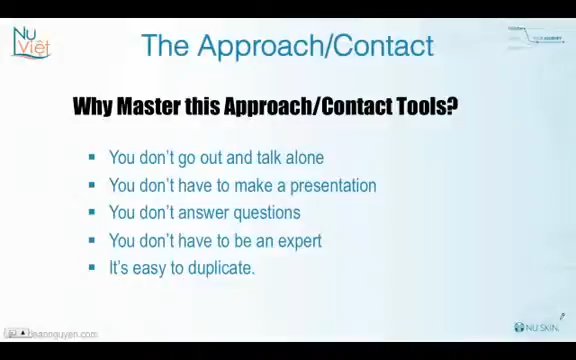 Nu
Việt
The Approach/Contact
Why Master this Approach/Contact Tools?
You don't go out and talk alone
You don't have to make a presentation
You don't answer questions
You don't have to be an expert
It's easy to duplicate.
NU SKIN